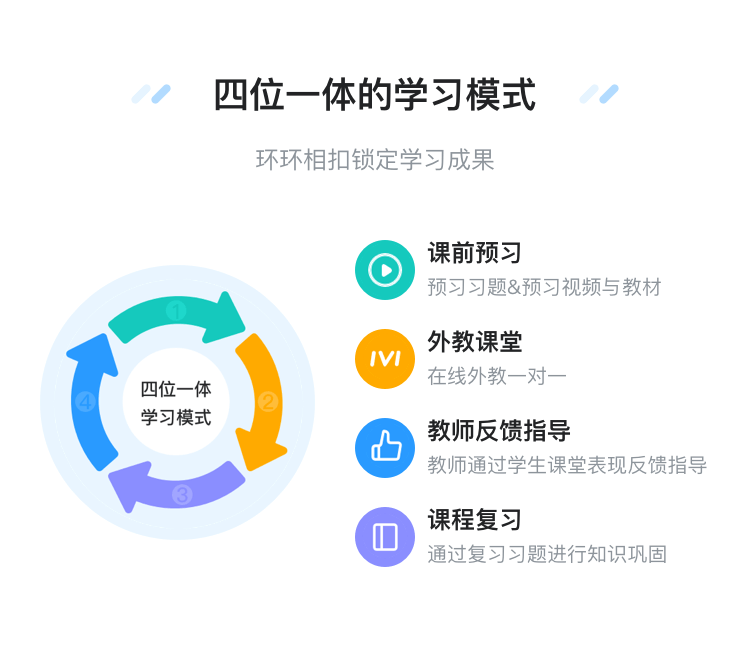 四位一体的学习模式
环环相扣锁定学习成果
课前预习
预习习题&预习视频与教材
外教课堂
在线外教一对一
教师反馈指导
教师通过学生课堂表现反馈指导
课程复习
通过复习习题进行知识巩固
1
2
3
4
四位一体
学习模式
1V1